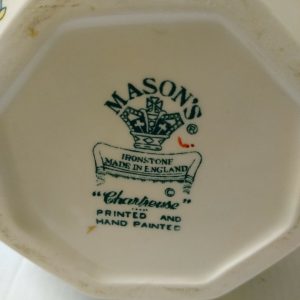 MASON'S
®
L.
IRONSTONE
MADE IN ENGLAND
©
"Chartreuse"
PRINTED AND
HAND PAINTED